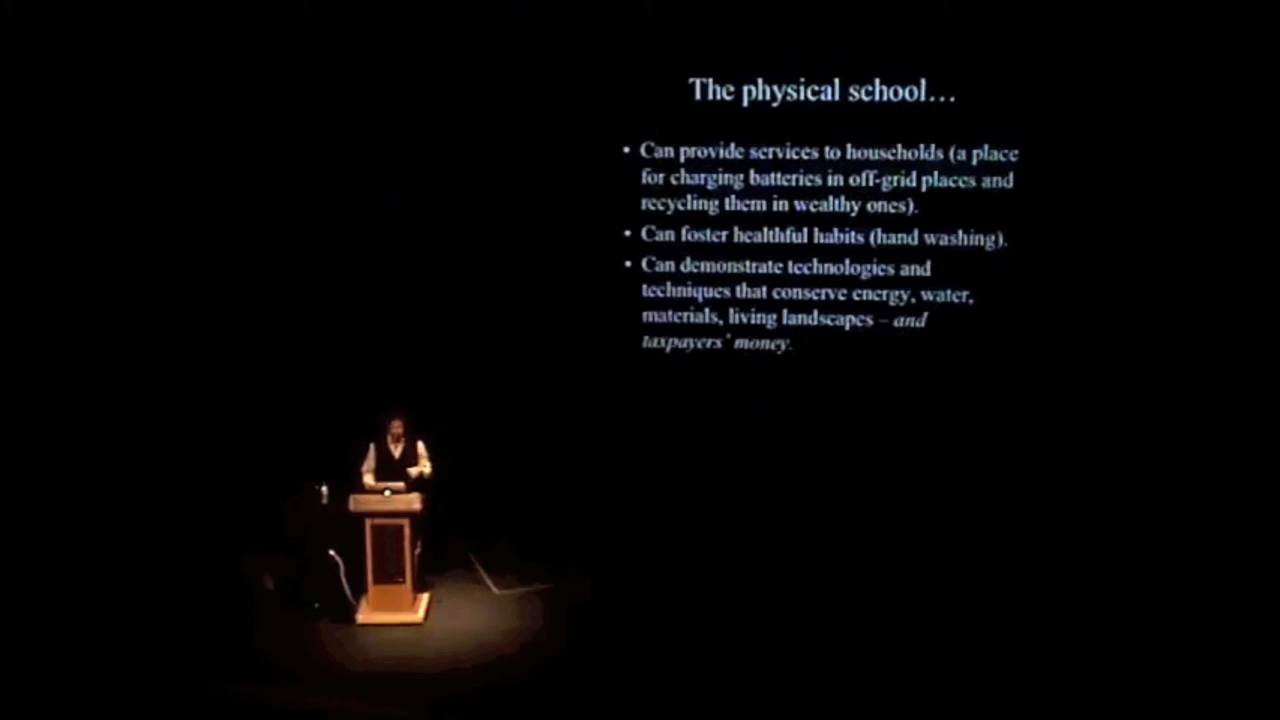 The physical school…
• Can provide services to households (a place
for charging batteries in off-grid places and
recycling them in wealthy ones).
• Can foster healthful habits (hand washing).
• Can demonstrate technologies and
techniques that conserve energy, water,
materials, living landscapes – and
taxpayers’ money.